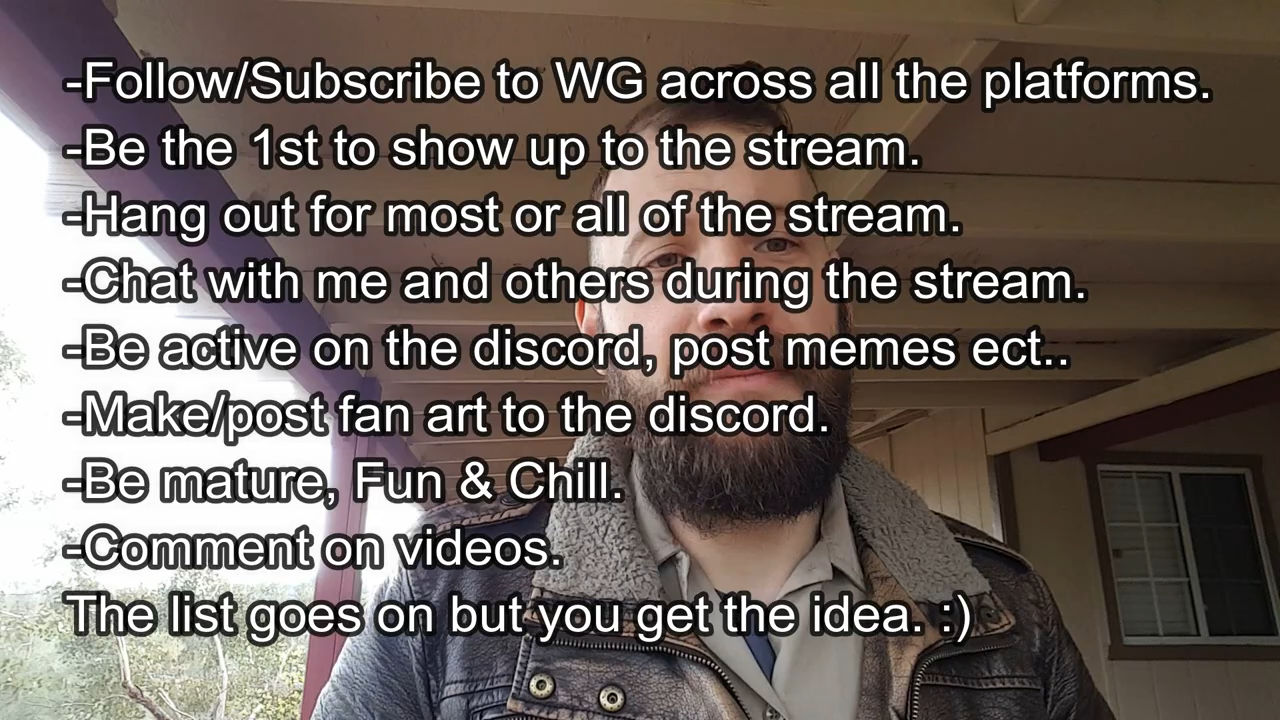 -Follow/Subscribe to WG across all the platforms.
-Be the 1st to show up to the stream.
-Hang out for most or all of the stream.
-Chat with me and others during the stream.
-Be active on the discord, post memes ect..
-Make/post fan art to the discord.
-Be mature, Fun & Chill.
-Comment on videos.
The list goes on but you get the idea. :)